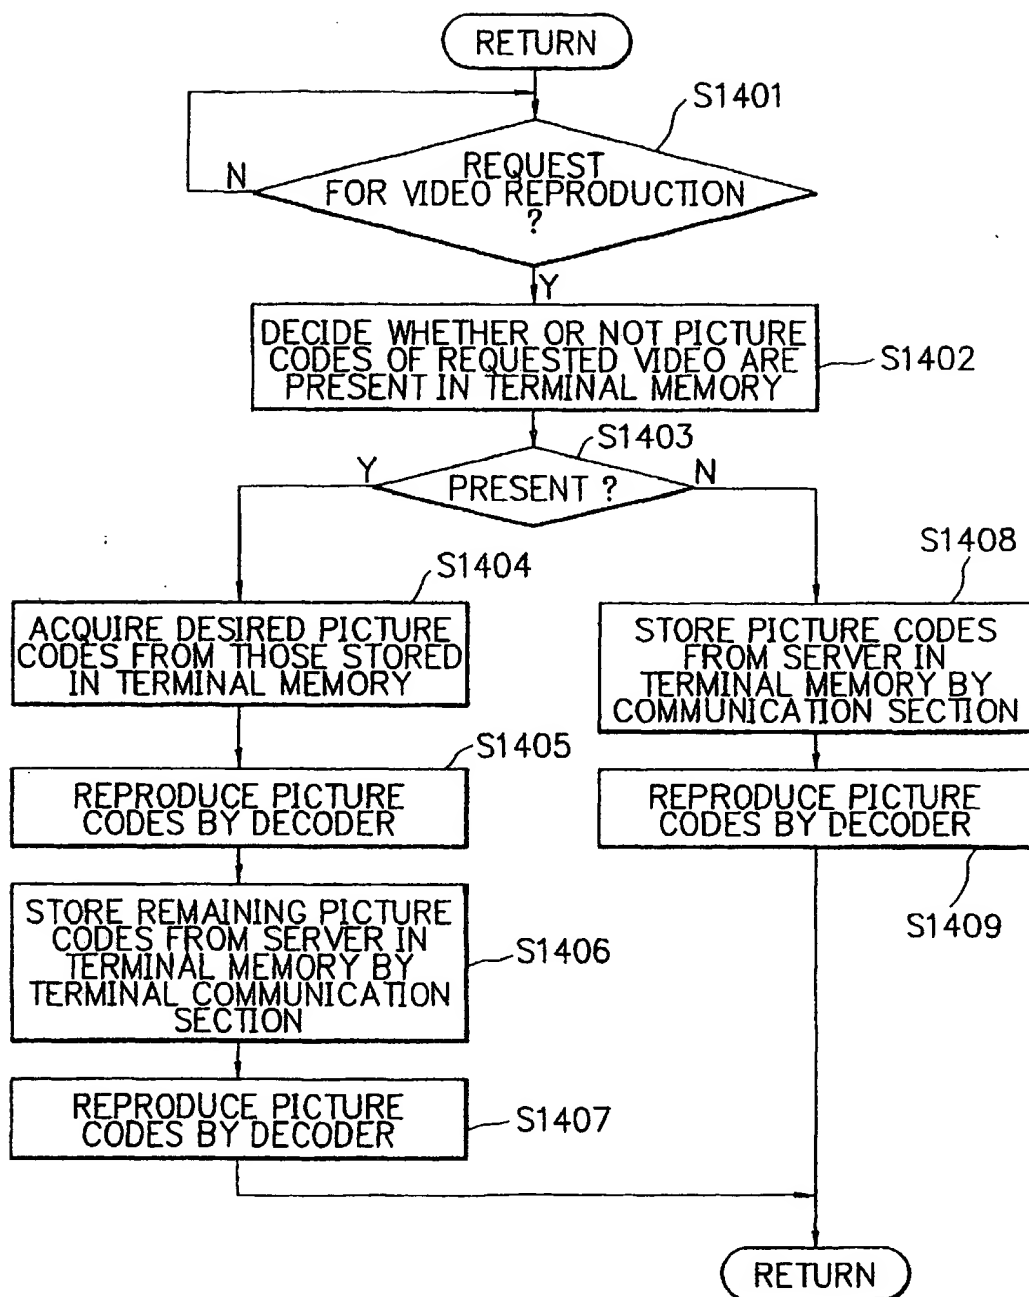 RETURN
S1401
REQUEST
FOR VIDEO REPRODUCTION
?
N
Y
DECIDE WHETHER OR NOT PICTURE
CODES OF REQUESTED VIDEO ARE
PRESENT IN TERMINAL MEMORY
S1402
S1403
Y
PRESENT ?
N
S1404
ACQUIRE DESIRED PICTURE
CODES FROM THOSE STORED
IN TERMINAL MEMORY
S1405
REPRODUCE PICTURE
CODES BY DECODER
STORE REMAINING PICTURE
CODES FROM SERVER IN
TERMINAL MEMORY BY
TERMINAL COMMUNICATION
SECTION
S1406
REPRODUCE PICTURE
CODES BY DECODER
S1407
S1408
STORE PICTURE CODES
FROM SERVER IN
TERMINAL MEMORY BY
COMMUNICATION SECTION
REPRODUCE PICTURE
CODES BY DECODER
S1409
RETURN